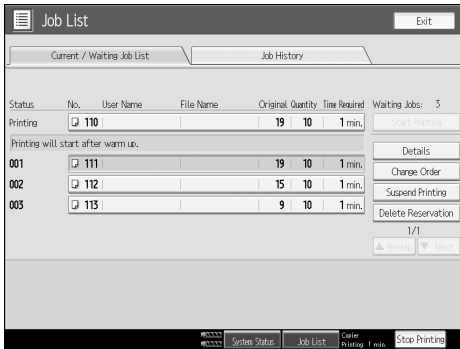 Job List
Exit
Current / Waiting Job List
Job History
Status No. User Name File Name Original Quantity Time Required Waiting Jobs: 3
Printing 110 19 10 1 min.
Start Printing
Printing will start after warm up.
Details
001 111 19 10 1 min.
Change Order
002 112 15 10 1 min.
Suspend Printing
003 113 9 10 1 min.
Delete Reservation
1/1
▲ Previous ▼ Next
System Status Job List
Copier
Printing: 1 min.
Stop Printing